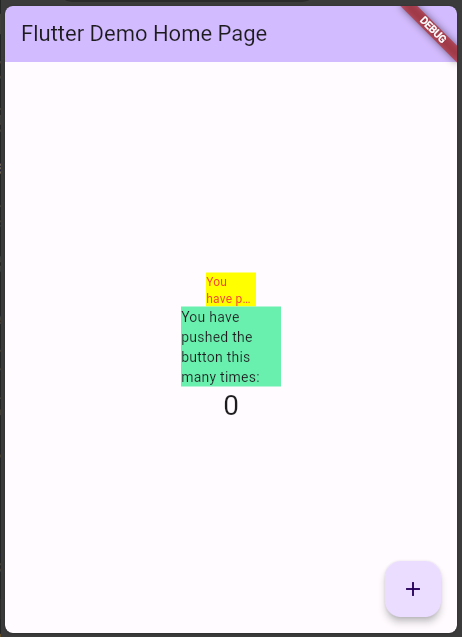 Flutter Demo Home Page
DEBUG
You
have p...
You have
pushed the
button this
many times:
0
+